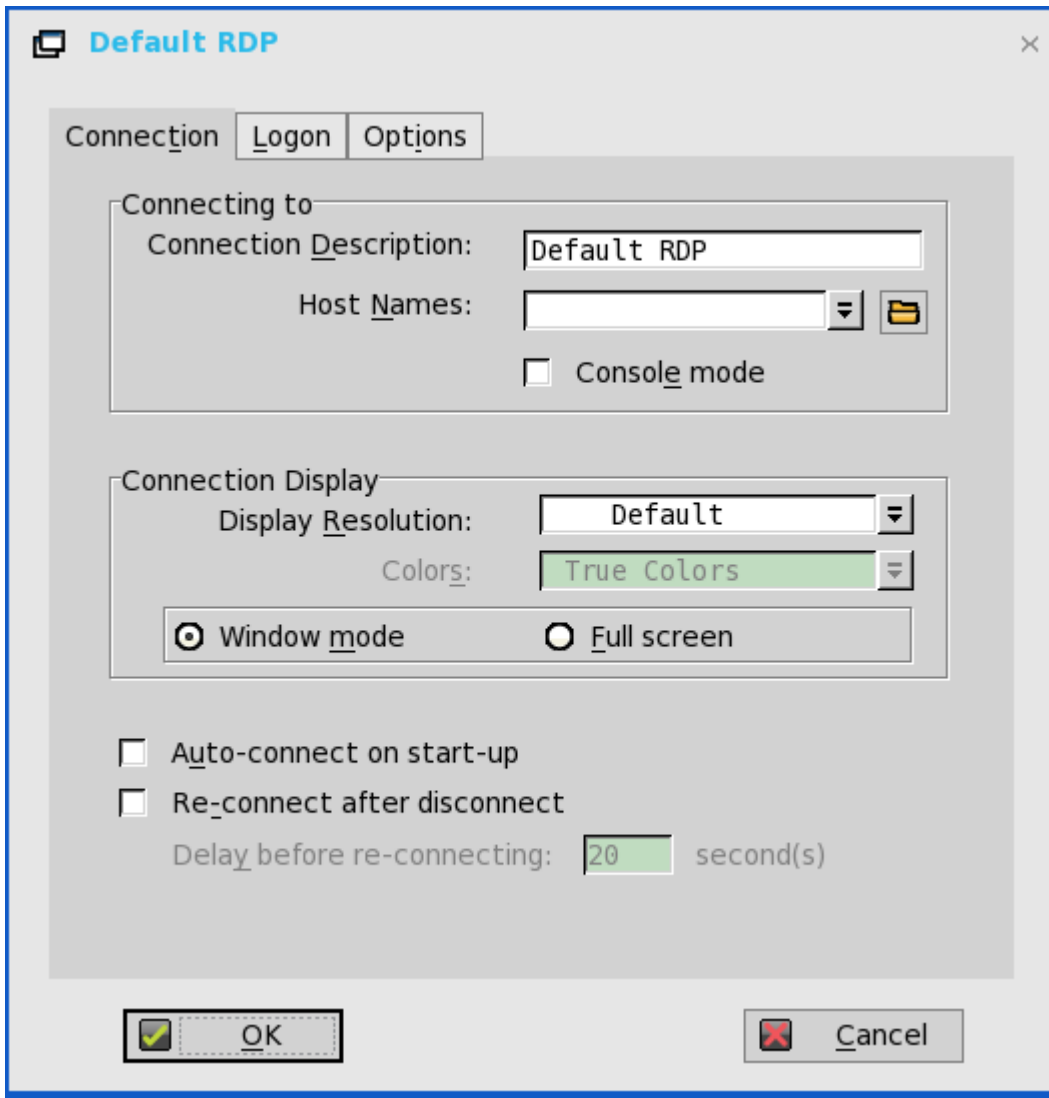 Default RDP
Connection Logon Options
Connecting to
Connection Description: Default RDP
Host Names:
Console mode
Connection Display
Display Resolution: Default
Colors: True Colors
Window mode Full screen
Auto-connect on start-up
Re-connect after disconnect
Delay before re-connecting: 20 second(s)
OK Cancel